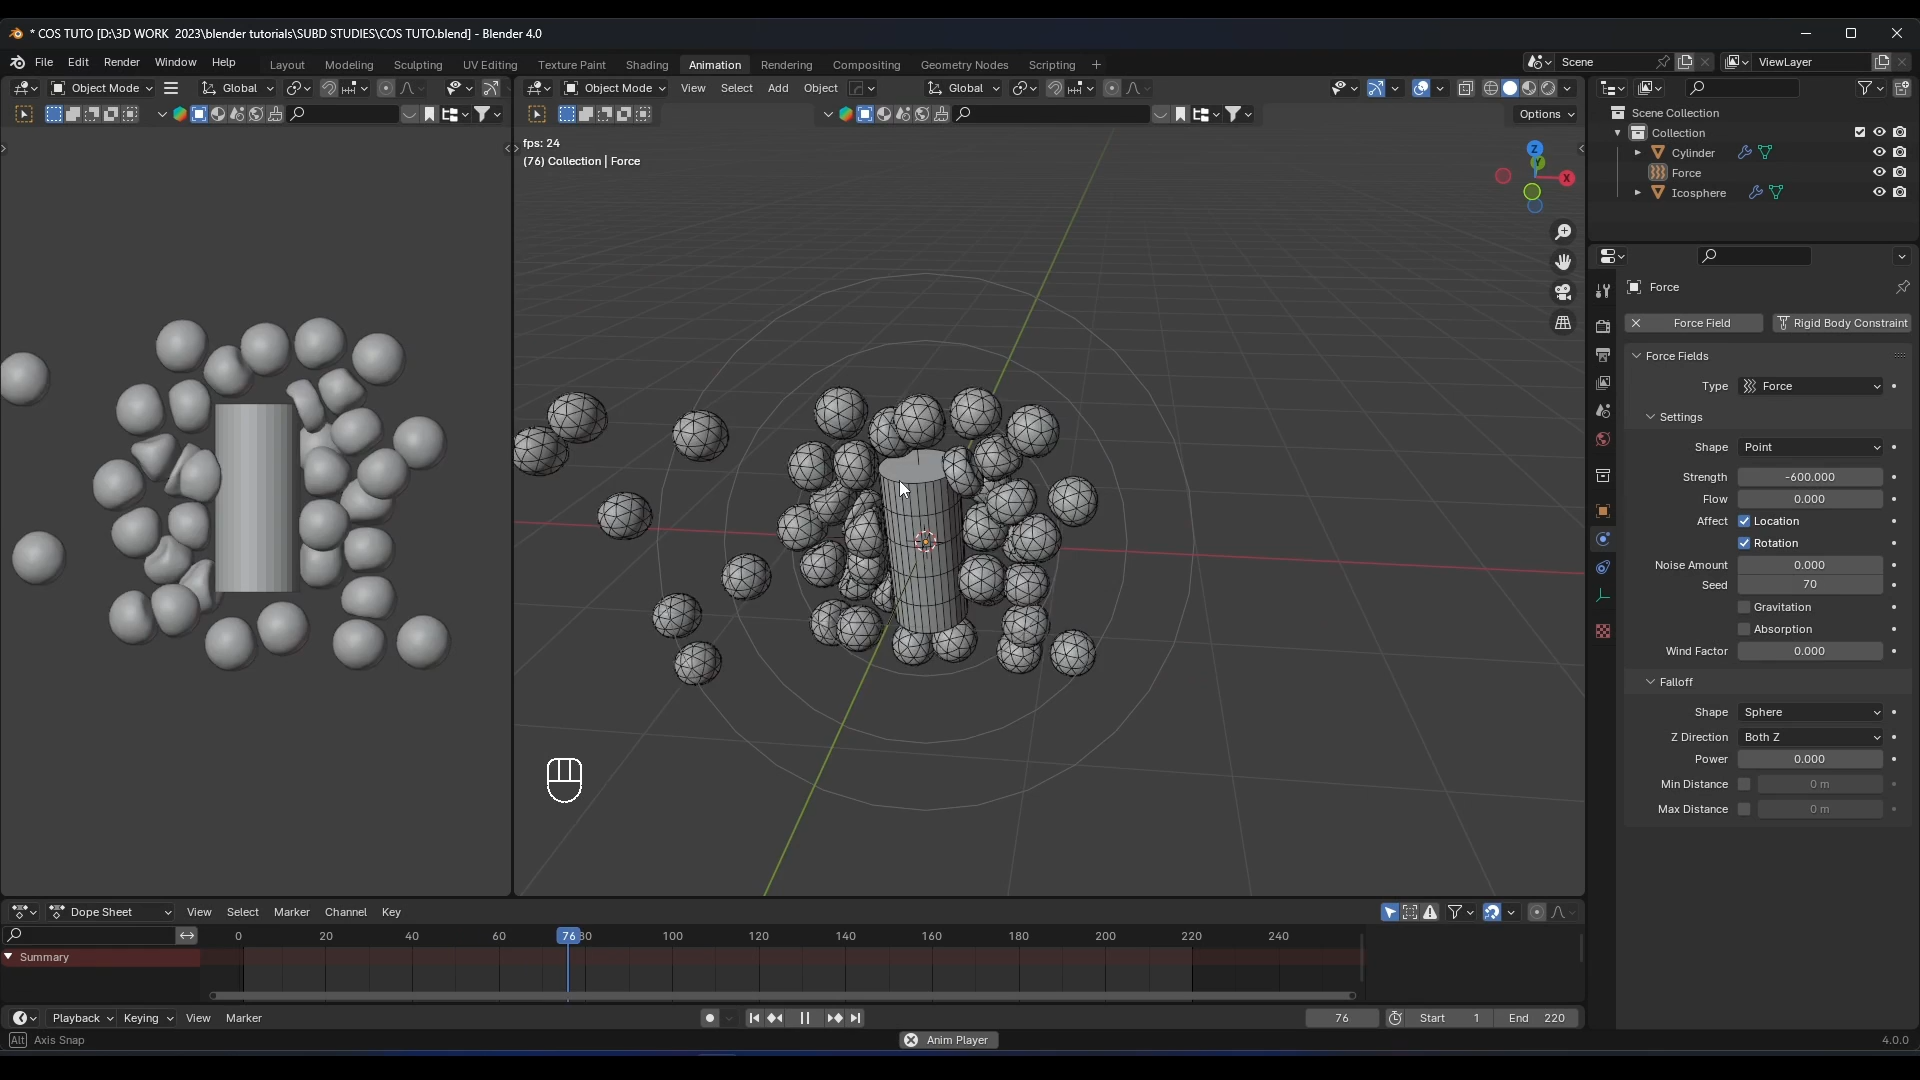 * COS TUTO [D:\3D WORK  2023\blender tutorials\SUBD STUDIES\COS TUTO.blend] - Blender 4.0
File Edit Render Window Help Layout Modeling Sculpting UV Editing Texture Paint Shading Animation Rendering Compositing Geometry Nodes Scripting + Scene ViewLayer
Object Mode Global Object Mode View Select Add Object Global
Options
fps: 24
(76) Collection | Force
Z
Y
X
Scene Collection
Collection
Cylinder
Force
Icosphere
Force
Force Field Rigid Body Constraint
Force Fields
Type Force
Settings
Shape Point
Strength -600.000
Flow 0.000
Affect Location
Rotation
Noise Amount 0.000
Seed 70
Gravitation
Absorption
Wind Factor 0.000
Falloff
Shape Sphere
Z Direction Both Z
Power 0.000
Min Distance 0 m
Max Distance 0 m
Dope Sheet View Select Marker Channel Key
0 20 40 60 76 80 100 120 140 160 180 200 220 240
Summary
Playback Keying View Marker 76 Start 1 End 220
Alt Axis Snap Anim Player 4.0.0